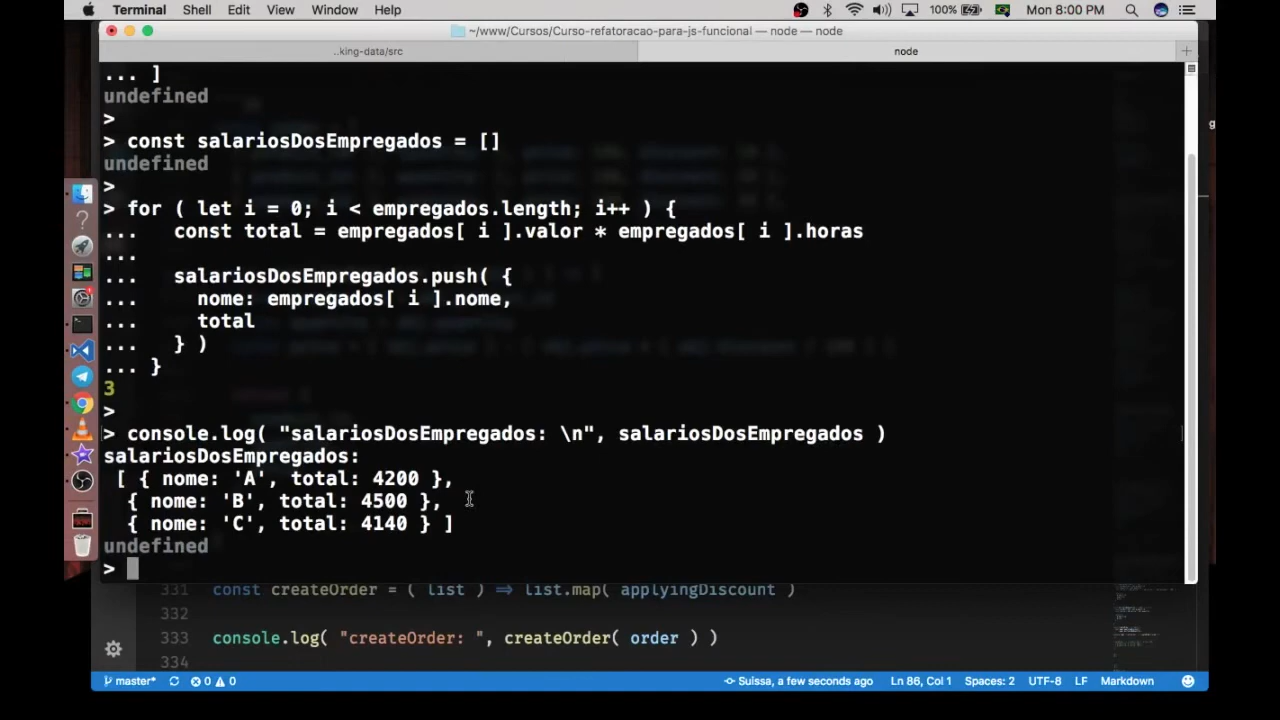 Terminal Shell Edit View Window Help 100% Mon 8:00 PM
~/www/Cursos/Curso-refatoracao-para-js-funcional — node — node
..king-data/src node
... ]
undefined
>
> const salariosDosEmpregados = []
undefined
>
> for ( let i = 0; i < empregados.length; i++ ) {
... const total = empregados[ i ].valor * empregados[ i ].horas
...
... salariosDosEmpregados.push( {
... nome: empregados[ i ].nome,
... total
... } )
... }
3
>
> console.log( "salariosDosEmpregados: \n", salariosDosEmpregados )
salariosDosEmpregados:
[ { nome: 'A', total: 4200 },
{ nome: 'B', total: 4500 },
{ nome: 'C', total: 4140 } ]
undefined
>
331 const createOrder = ( list ) => list.map( applyingDiscount )
332
333 console.log( "createOrder: ", createOrder( order ) )
334
master* 0 0 Suissa, a few seconds ago Ln 86, Col 1 Spaces: 2 UTF-8 LF Markdown